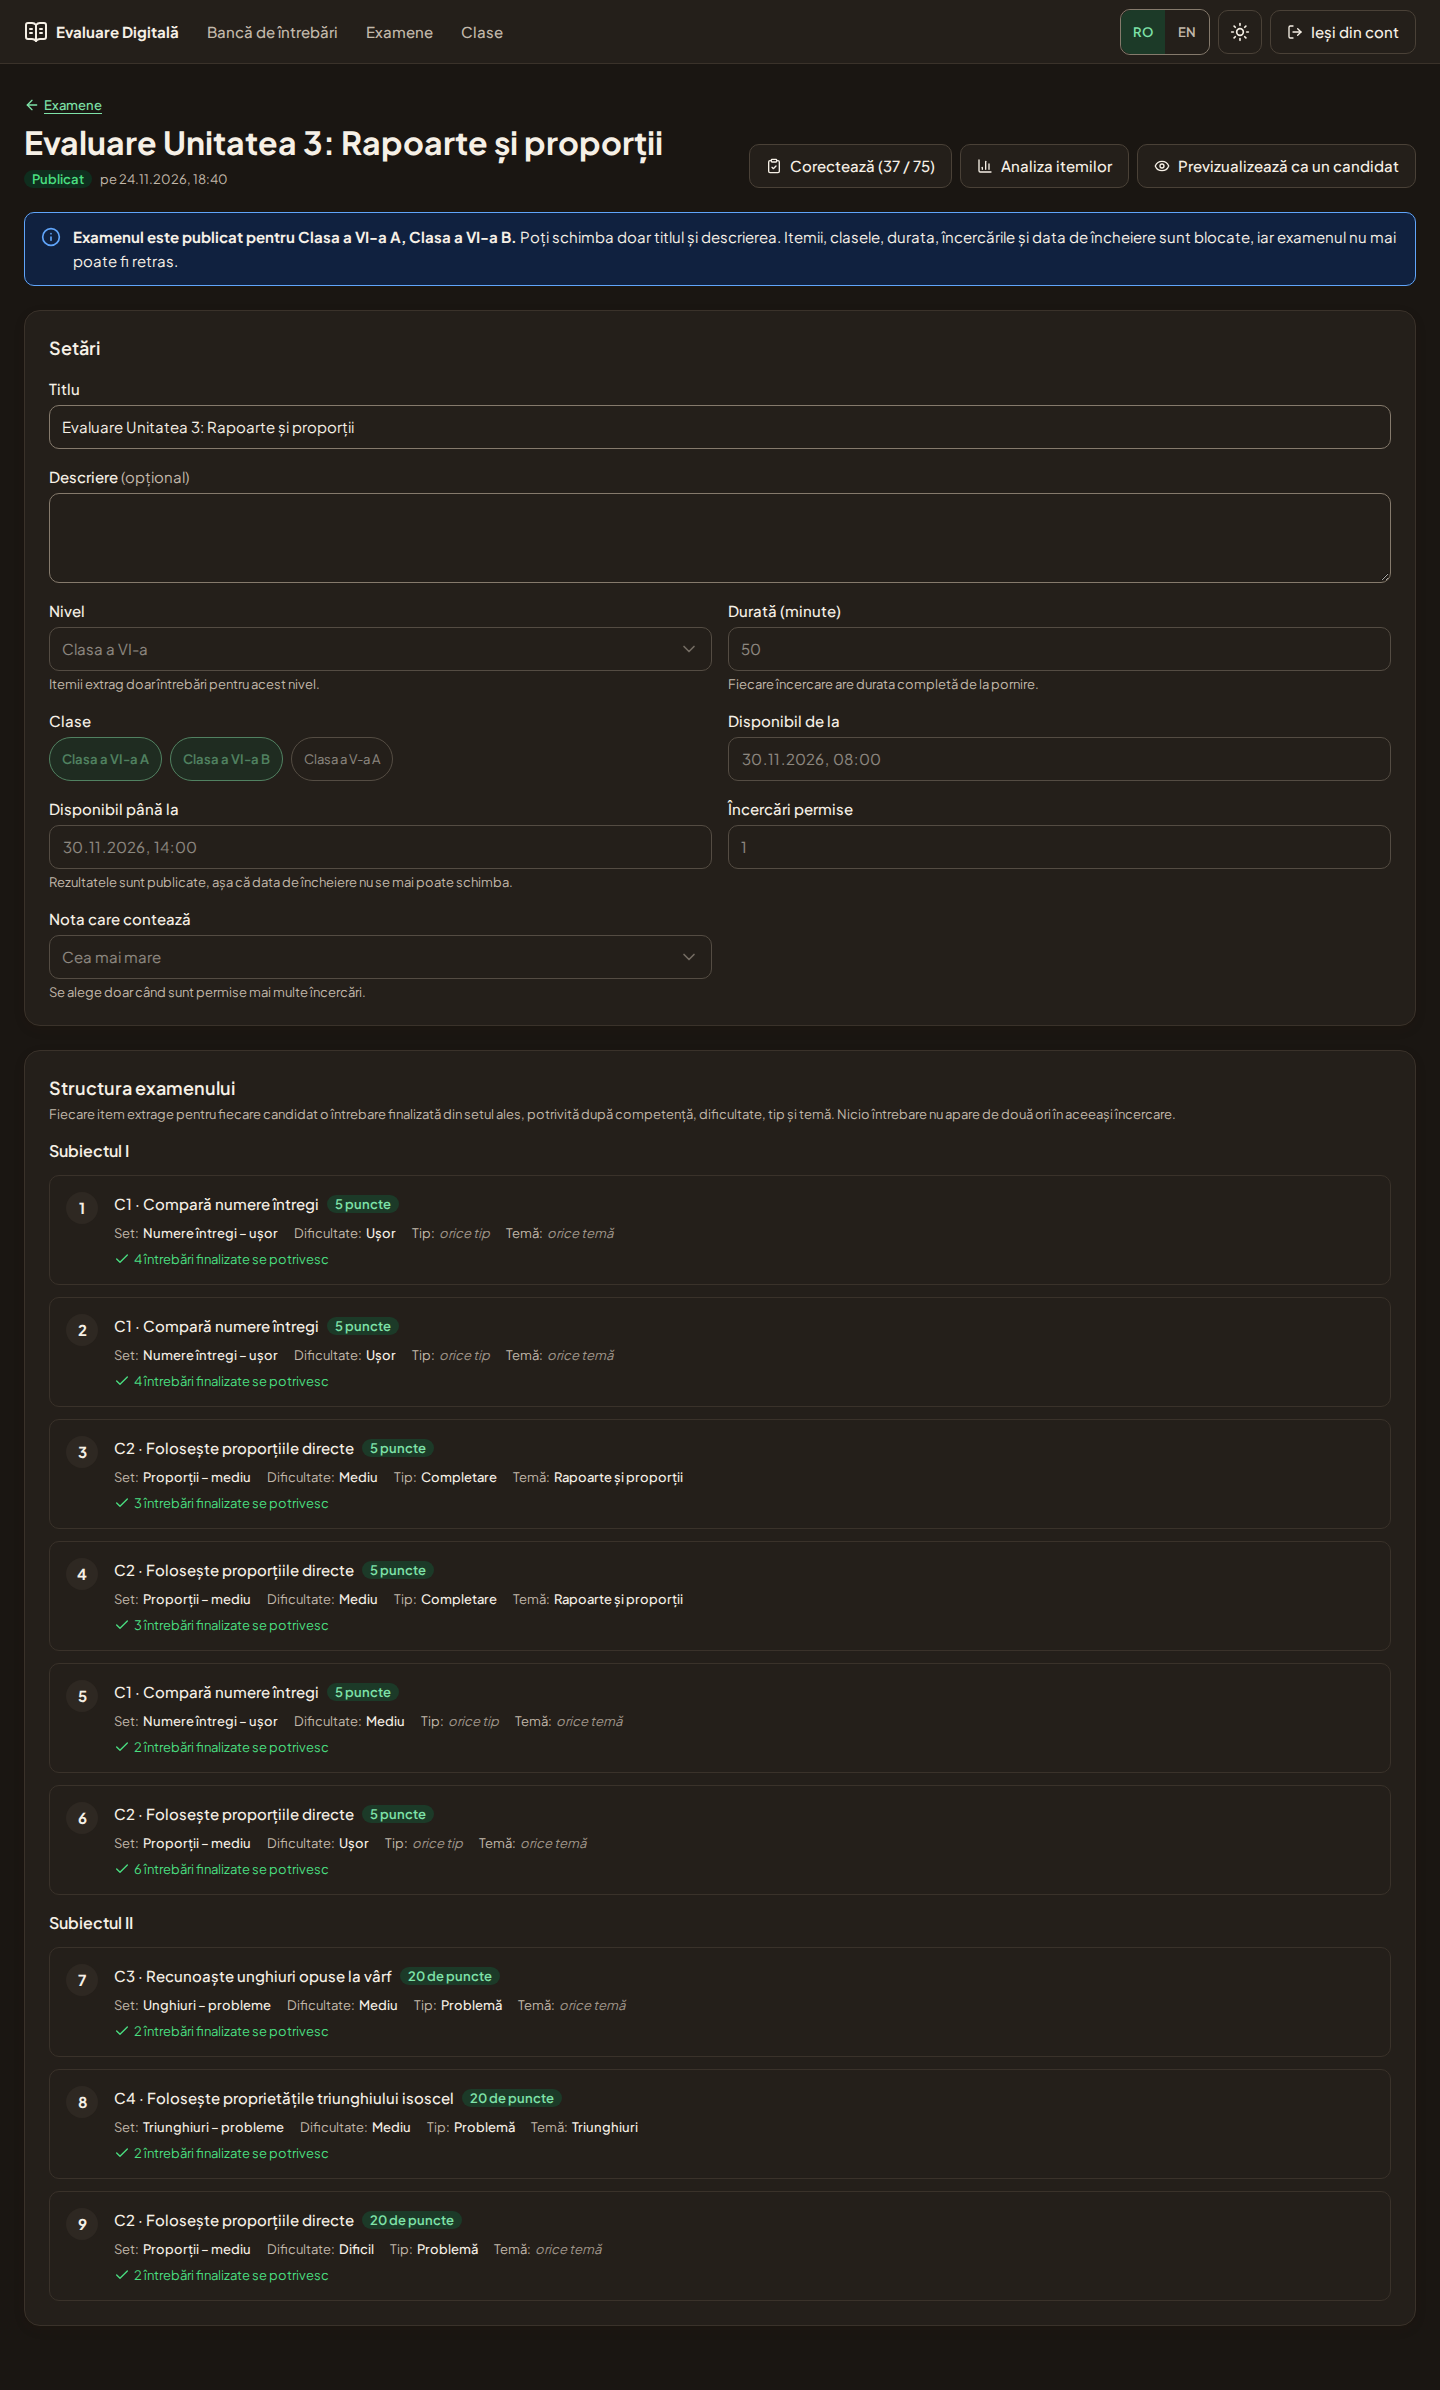 Evaluare Digitală Bancă de întrebări Examene Clase RO EN Ieși din cont
Examene
Evaluare Unitatea 3: Rapoarte și proporții
Publicat pe 24.11.2026, 18:40
Corectează (37 / 75) Analiza itemilor Previzualizează ca un candidat
Examenul este publicat pentru Clasa a VI-a A, Clasa a VI-a B. Poți schimba doar titlul și descrierea. Itemii, clasele, durata, încercările și data de încheiere sunt blocate, iar examenul nu mai
poate fi retras.
Setări
Titlu
Evaluare Unitatea 3: Rapoarte și proporții
Descriere (opțional)
Nivel Durată (minute)
Clasa a VI-a 50
Itemii extrag doar întrebări pentru acest nivel. Fiecare încercare are durata completă de la pornire.
Clase Disponibil de la
Clasa a VI-a A Clasa a VI-a B Clasa a V-a A 30.11.2026, 08:00
Disponibil până la Încercări permise
30.11.2026, 14:00 1
Rezultatele sunt publicate, așa că data de încheiere nu se mai poate schimba.
Nota care contează
Cea mai mare
Se alege doar când sunt permise mai multe încercări.
Structura examenului
Fiecare item extrage pentru fiecare candidat o întrebare finalizată din setul ales, potrivită după competență, dificultate, tip și temă. Nicio întrebare nu apare de două ori în aceeași încercare.
Subiectul I
1 C1 · Compară numere întregi 5 puncte
Set: Numere întregi – ușor Dificultate: Ușor Tip: orice tip Temă: orice temă
4 întrebări finalizate se potrivesc
2 C1 · Compară numere întregi 5 puncte
Set: Numere întregi – ușor Dificultate: Ușor Tip: orice tip Temă: orice temă
4 întrebări finalizate se potrivesc
3 C2 · Folosește proporțiile directe 5 puncte
Set: Proporții – mediu Dificultate: Mediu Tip: Completare Temă: Rapoarte și proporții
3 întrebări finalizate se potrivesc
4 C2 · Folosește proporțiile directe 5 puncte
Set: Proporții – mediu Dificultate: Mediu Tip: Completare Temă: Rapoarte și proporții
3 întrebări finalizate se potrivesc
5 C1 · Compară numere întregi 5 puncte
Set: Numere întregi – ușor Dificultate: Mediu Tip: orice tip Temă: orice temă
2 întrebări finalizate se potrivesc
6 C2 · Folosește proporțiile directe 5 puncte
Set: Proporții – mediu Dificultate: Ușor Tip: orice tip Temă: orice temă
6 întrebări finalizate se potrivesc
Subiectul II
7 C3 · Recunoaște unghiuri opuse la vârf 20 de puncte
Set: Unghiuri – probleme Dificultate: Mediu Tip: Problemă Temă: orice temă
2 întrebări finalizate se potrivesc
8 C4 · Folosește proprietățile triunghiului isoscel 20 de puncte
Set: Triunghiuri – probleme Dificultate: Mediu Tip: Problemă Temă: Triunghiuri
2 întrebări finalizate se potrivesc
9 C2 · Folosește proporțiile directe 20 de puncte
Set: Proporții – mediu Dificultate: Dificil Tip: Problemă Temă: orice temă
2 întrebări finalizate se potrivesc